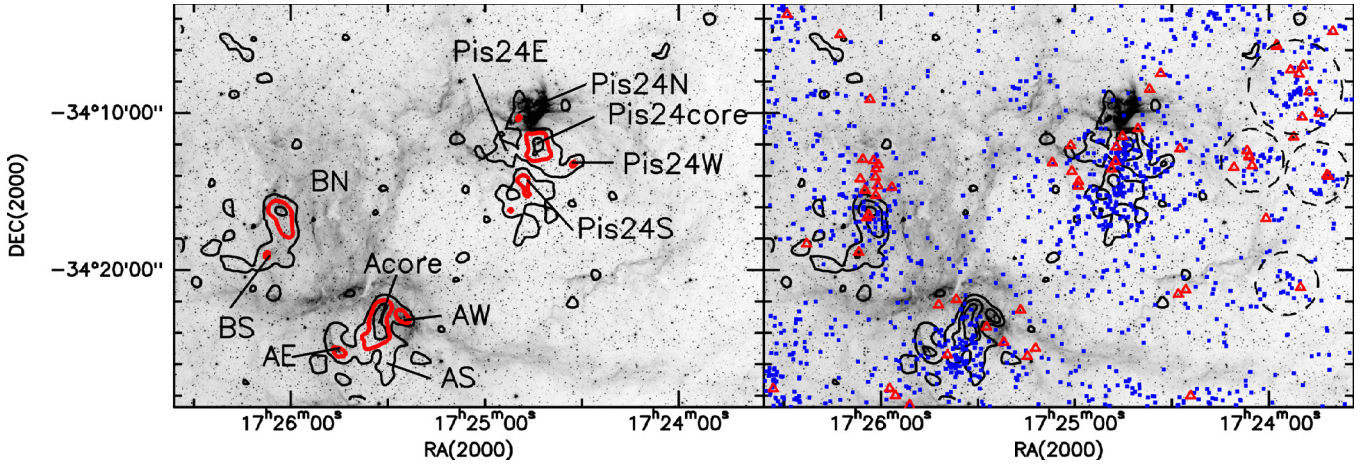 Pis24E
Pis24N
−34°10'00"
Pis24core
Pis24W
DEC(2000)
BN
Pis24S
−34°20'00"
Acore
BS
AW
AE
AS
17ʰ26ᵐ00ˢ 17ʰ25ᵐ00ˢ 17ʰ24ᵐ00ˢ 17ʰ26ᵐ00ˢ 17ʰ25ᵐ00ˢ 17ʰ24ᵐ00ˢ
RA(2000) RA(2000)